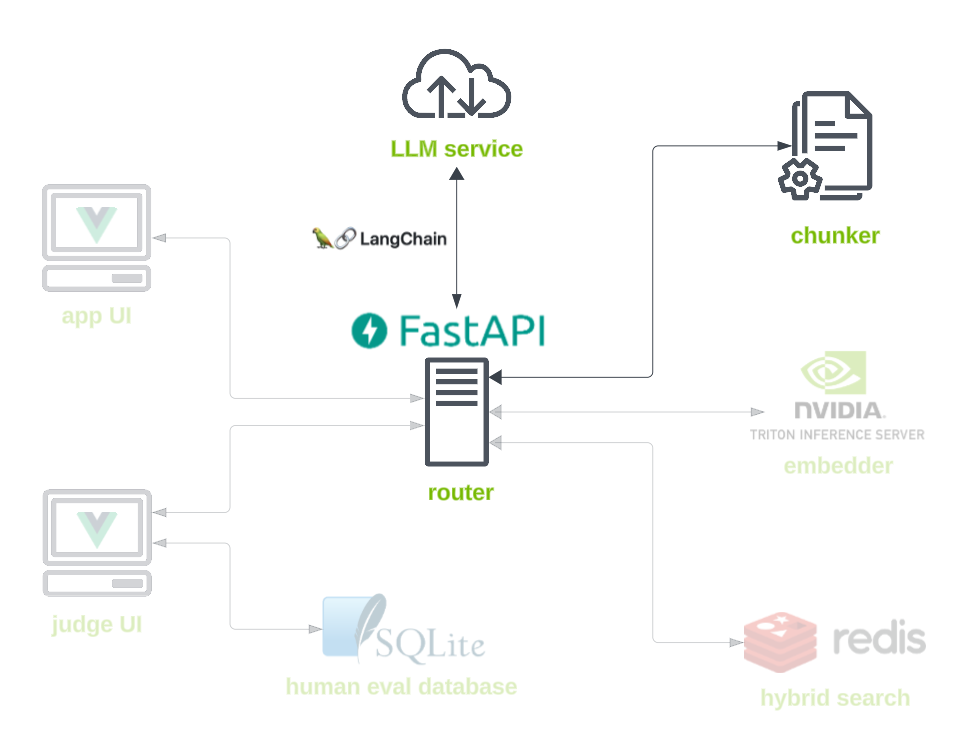 LLM service
LangChain
chunker
app UI
FastAPI
NVIDIA.
TRITON INFERENCE SERVER
embedder
router
judge UI
SQLite
human eval database
redis
hybrid search